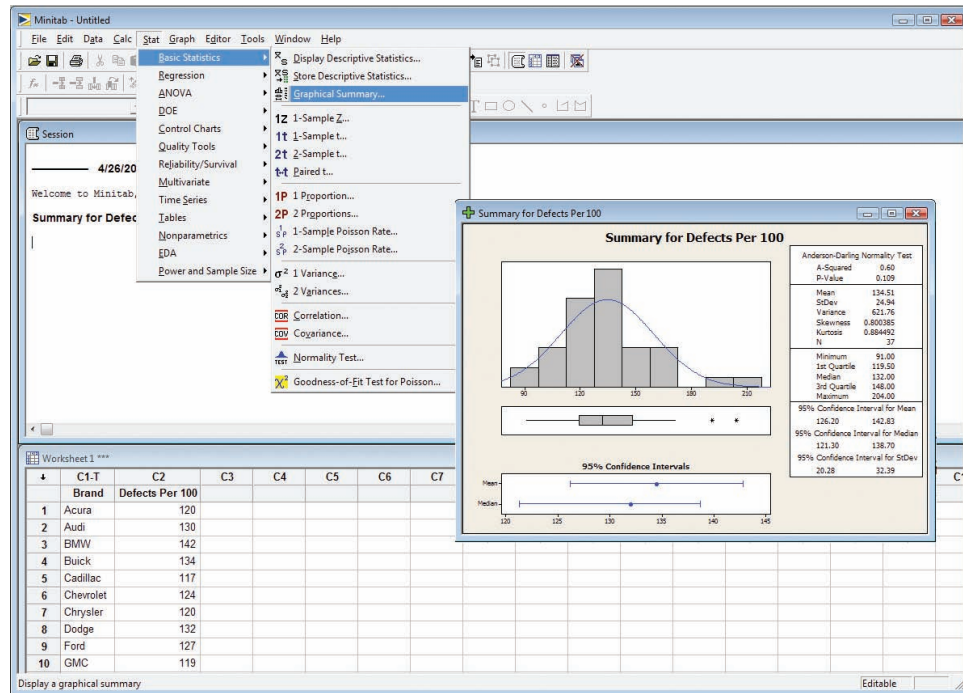 Minitab - Untitled
File Edit Data Calc Stat Graph Editor Tools Window Help
Basic Statistics
Regression
ANOVA
DOE
Control Charts
Quality Tools
Reliability/Survival
Multivariate
Time Series
Tables
Nonparametrics
EDA
Power and Sample Size
Display Descriptive Statistics...
Store Descriptive Statistics...
Graphical Summary...
1Z 1-Sample Z...
1t 1-Sample t...
2t 2-Sample t...
t-t Paired t...
1P 1 Proportion...
2P 2 Proportions...
1-Sample Poisson Rate...
2-Sample Poisson Rate...
σ² 1 Variance...
2 Variances...
COR Correlation...
COV Covariance...
TEST Normality Test...
χ² Goodness-of-Fit Test for Poisson...
Session
4/26/20
Welcome to Minitab,
Summary for Defec
Summary for Defects Per 100
Summary for Defects Per 100
90 120 150 180 210
Anderson-Darling Normality Test
A-Squared 0.60
P-Value 0.109
Mean 134.51
StDev 24.94
Variance 621.76
Skewness 0.800385
Kurtosis 0.884492
N 37
Minimum 91.00
1st Quartile 119.50
Median 132.00
3rd Quartile 148.00
Maximum 204.00
95% Confidence Interval for Mean
126.20 142.83
95% Confidence Interval for Median
121.30 138.70
95% Confidence Interval for StDev
20.28 32.39
95% Confidence Intervals
Mean
Median
120 125 130 135 140 145
Worksheet 1 ***
C1-T C2 C3 C4 C5 C6 C7 C1
Brand Defects Per 100
1 Acura 120
2 Audi 130
3 BMW 142
4 Buick 134
5 Cadillac 117
6 Chevrolet 124
7 Chrysler 120
8 Dodge 132
9 Ford 127
10 GMC 119
Display a graphical summary
Editable